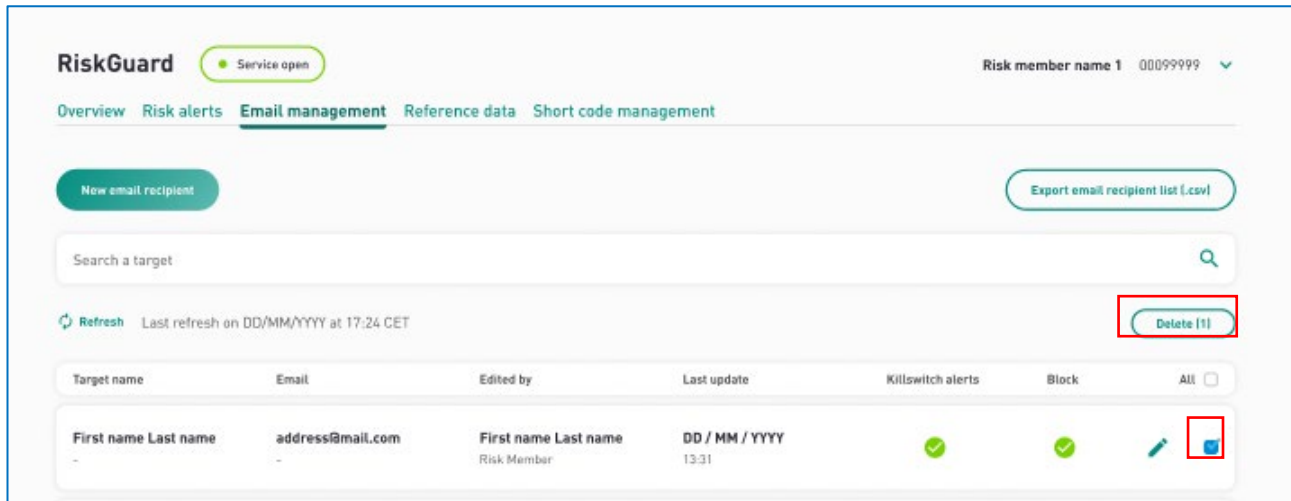 RiskGuard Service open Risk member name 1 00099999
Overview Risk alerts Email management Reference data Short code management
New email recipient Export email recipient list (.csv)
Search a target
Refresh Last refresh on DD/MM/YYYY at 17:24 CET Delete (1)
Target name Email Edited by Last update Killswitch alerts Block All
First name Last name address@mail.com First name Last name DD / MM / YYYY
- - Risk Member 13:31